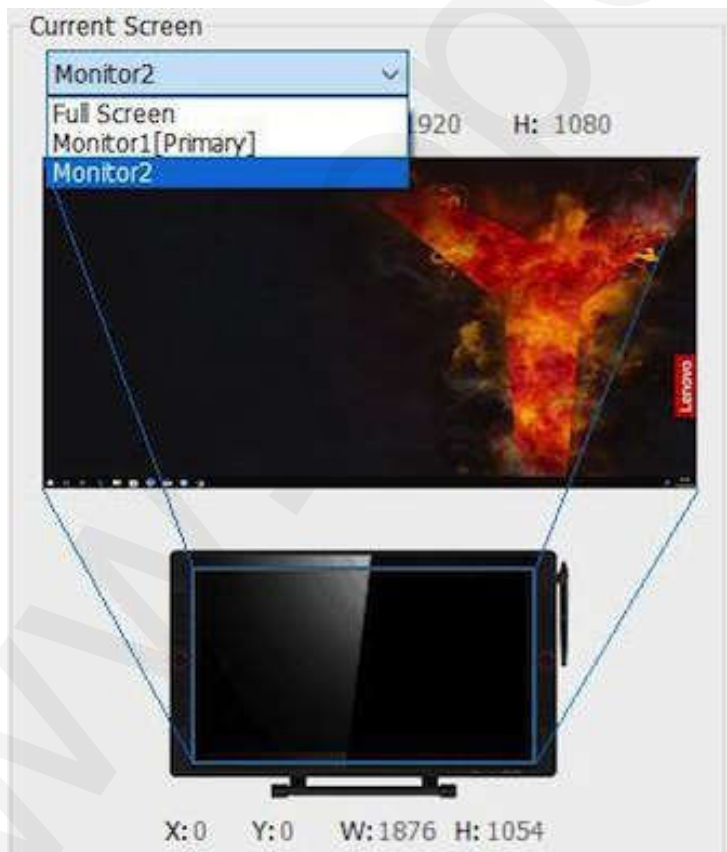 Current Screen
Monitor2
Full Screen
Monitor1[Primary]
Monitor2
1920 H: 1080
Lenovo
X: 0 Y: 0 W: 1876 H: 1054